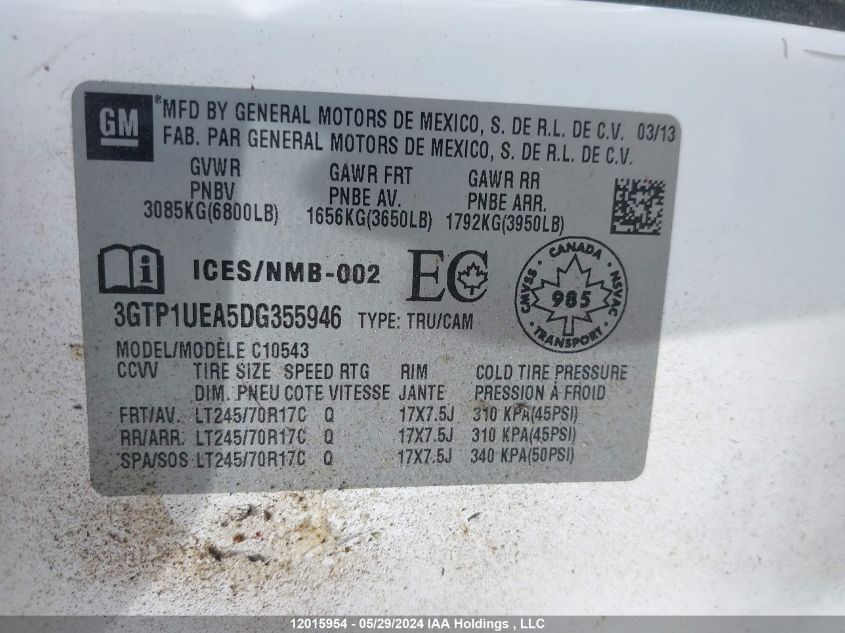 GM ® MFD BY GENERAL MOTORS DE MEXICO, S. DE R.L. DE C.V. 03/13
FAB. PAR GENERAL MOTORS DE MEXICO, S. DE R.L. DE C.V.
GVWR GAWR FRT GAWR RR
PNBV PNBE AV. PNBE ARR.
3085KG(6800LB) 1656KG(3650LB) 1792KG(3950LB)
i ICES/NMB-002 EC CANADA CMVSS NSVAC 985 TRANSPORT
3GTP1UEA5DG355946 TYPE: TRU/CAM
MODEL/MODÈLE C10543
CCVV TIRE SIZE SPEED RTG RIM COLD TIRE PRESSURE
DIM. PNEU COTE VITESSE JANTE PRESSION À FROID
FRT/AV. LT245/70R17C Q 17X7.5J 310 KPA(45PSI)
RR/ARR. LT245/70R17C Q 17X7.5J 310 KPA(45PSI)
SPA/SOS LT245/70R17C Q 17X7.5J 340 KPA(50PSI)
12015954 - 05/29/2024 IAA Holdings , LLC